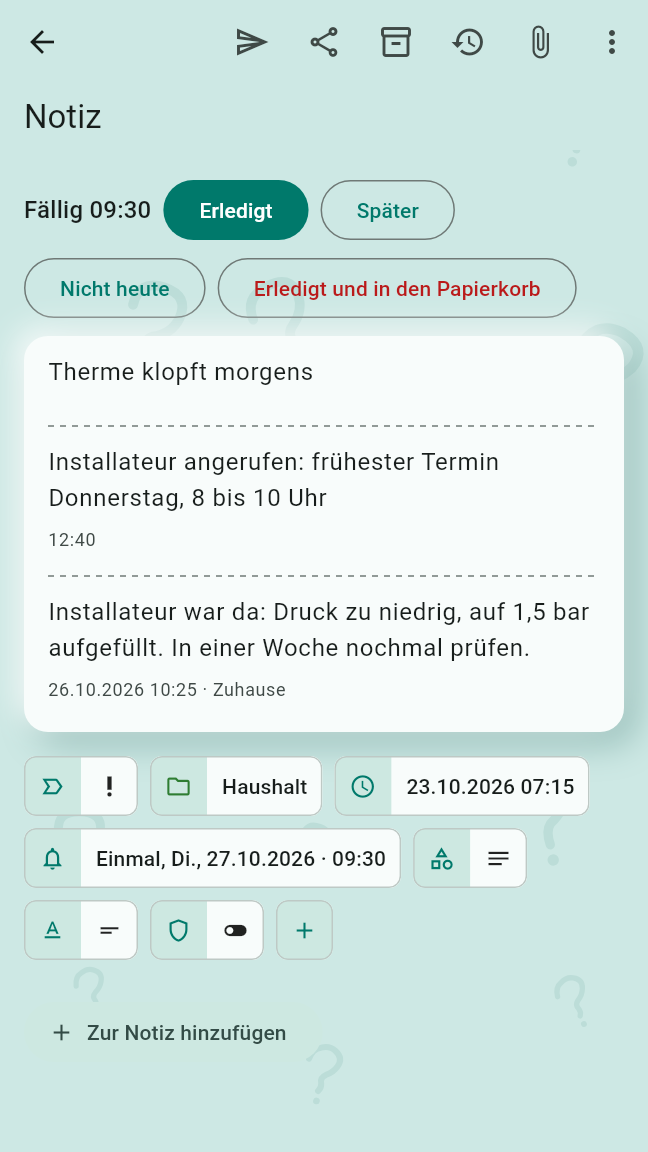 Notiz
Fällig 09:30
Erledigt
Später
Nicht heute
Erledigt und in den Papierkorb
Therme klopft morgens
Installateur angerufen: frühester Termin
Donnerstag, 8 bis 10 Uhr
12:40
Installateur war da: Druck zu niedrig, auf 1,5 bar
aufgefüllt. In einer Woche nochmal prüfen.
26.10.2026 10:25 · Zuhause
Haushalt
23.10.2026 07:15
Einmal, Di., 27.10.2026 · 09:30
Zur Notiz hinzufügen